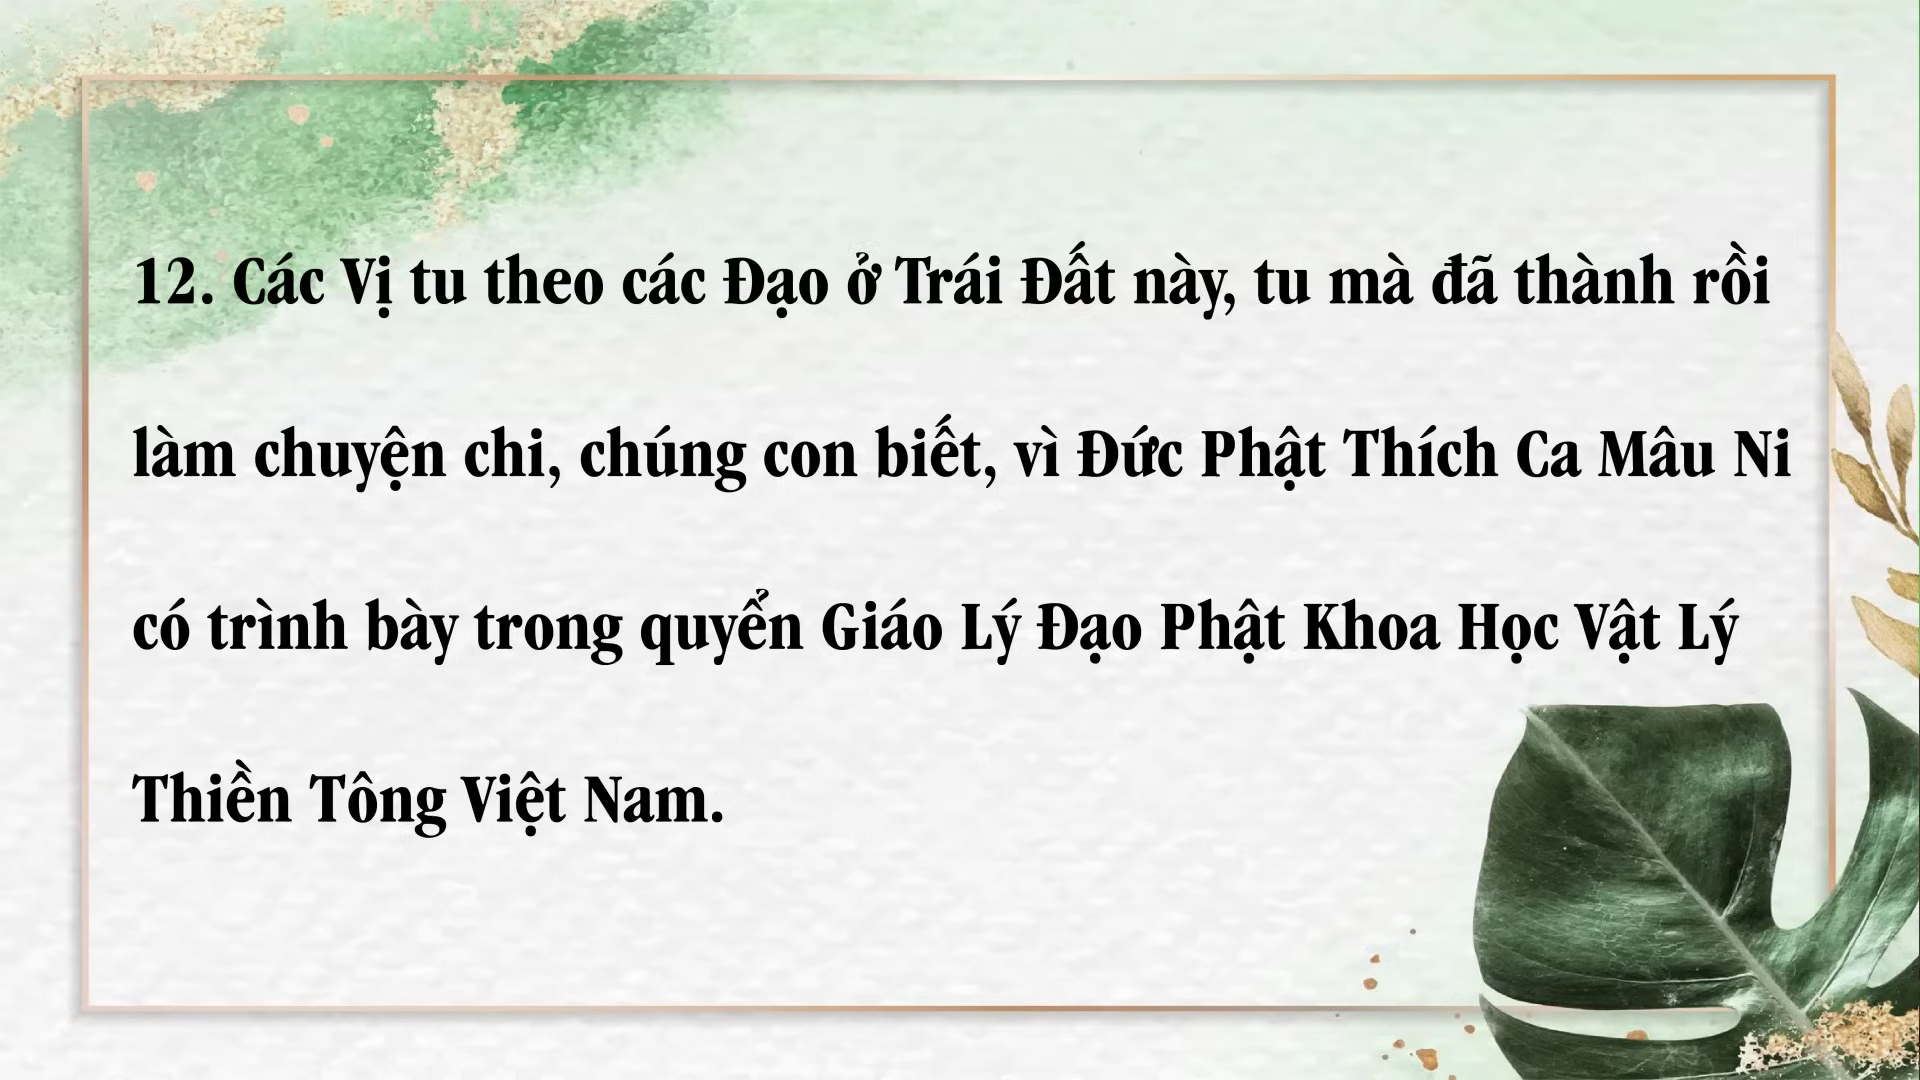 12. Các Vị tu theo các Đạo ở Trái Đất này, tu mà đã thành rồi
làm chuyện chi, chúng con biết, vì Đức Phật Thích Ca Mâu Ni
có trình bày trong quyển Giáo Lý Đạo Phật Khoa Học Vật Lý
Thiền Tông Việt Nam.